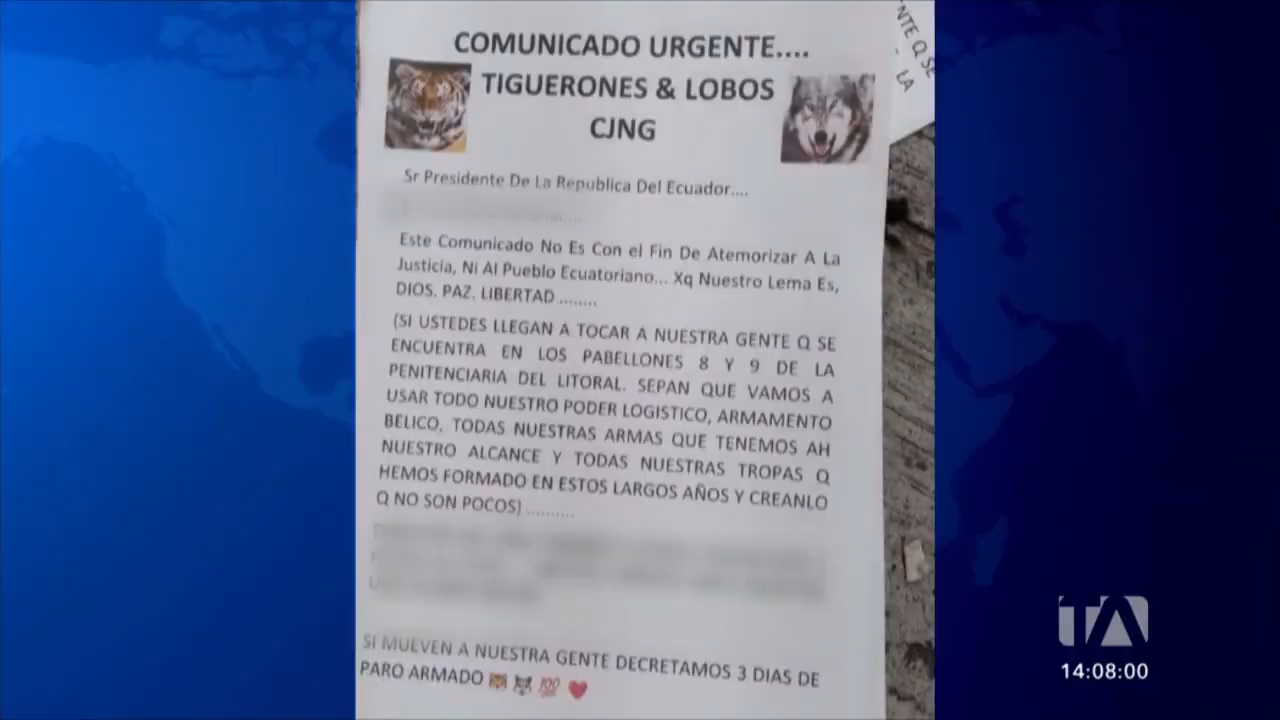 COMUNICADO URGENTE....
TIGUERONES & LOBOS
CJNG
Sr Presidente De La Republica Del Ecuador....
Este Comunicado No Es Con el Fin De Atemorizar A La
Justicia, Ni Al Pueblo Ecuatoriano... Xq Nuestro Lema Es,
DIOS. PAZ. LIBERTAD ........
(SI USTEDES LLEGAN A TOCAR A NUESTRA GENTE Q SE
ENCUENTRA EN LOS PABELLONES 8 Y 9 DE LA
PENITENCIARIA DEL LITORAL. SEPAN QUE VAMOS A
USAR TODO NUESTRO PODER LOGISTICO, ARMAMENTO
BELICO, TODAS NUESTRAS ARMAS QUE TENEMOS AH
NUESTRO ALCANCE Y TODAS NUESTRAS TROPAS Q
HEMOS FORMADO EN ESTOS LARGOS AÑOS Y CREANLO
Q NO SON POCOS) ..........
SI MUEVEN A NUESTRA GENTE DECRETAMOS 3 DIAS DE
PARO ARMADO 🐯 🐺 💯 ❤️
NTE Q SE
LA
TA
14:08:00